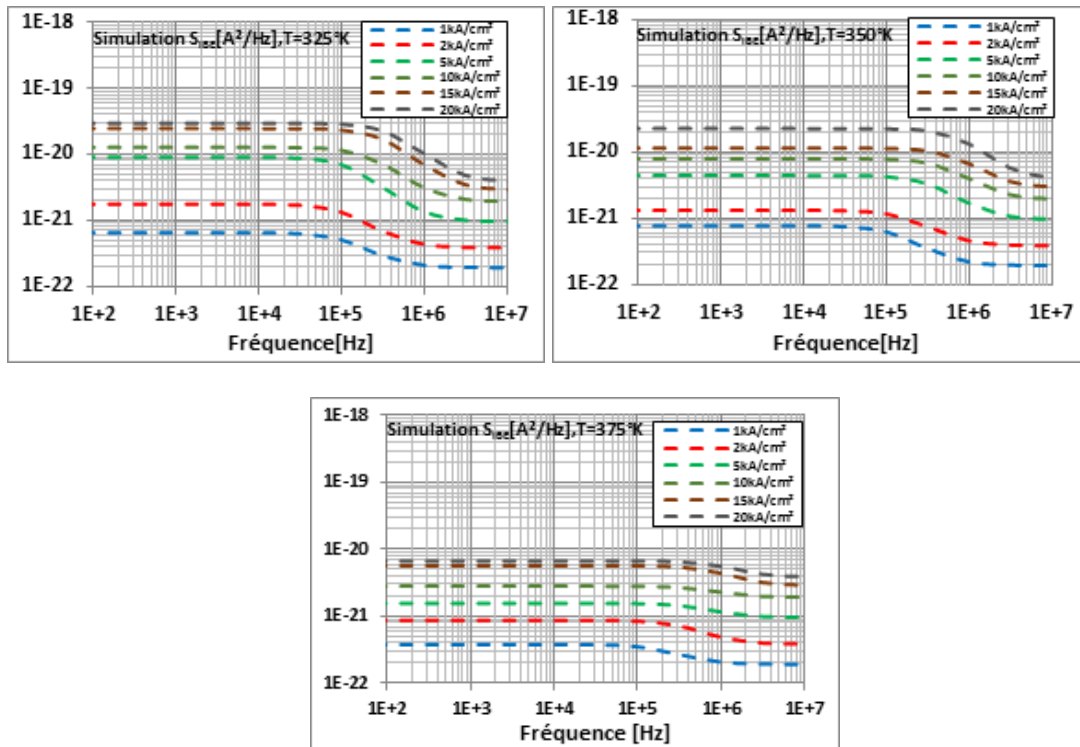 Simulation S_IBE[A²/Hz],T=325°K
1E-18
1E-19
1E-20
1E-21
1E-22
1E+2 1E+3 1E+4 1E+5 1E+6 1E+7
Fréquence[Hz]
1kA/cm²
2kA/cm²
5kA/cm²
10kA/cm²
15kA/cm²
20kA/cm²
Simulation S_IBE[A²/Hz],T=350°K
1E-18
1E-19
1E-20
1E-21
1E-22
1E+2 1E+3 1E+4 1E+5 1E+6 1E+7
Fréquence[Hz]
1kA/cm²
2kA/cm²
5kA/cm²
10kA/cm²
15kA/cm²
20kA/cm²
Simulation S_IBE[A²/Hz],T=375°K
1E-18
1E-19
1E-20
1E-21
1E-22
1E+2 1E+3 1E+4 1E+5 1E+6 1E+7
Fréquence [Hz]
1kA/cm²
2kA/cm²
5kA/cm²
10kA/cm²
15kA/cm²
20kA/cm²